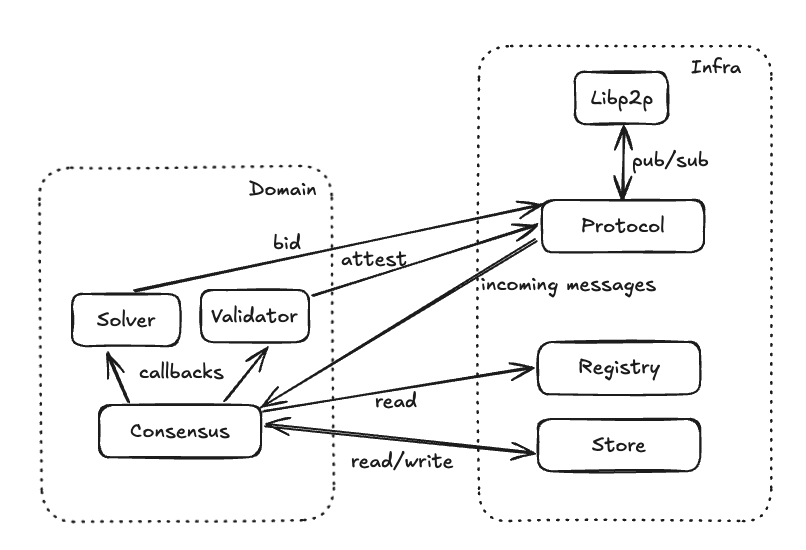 Infra
Libp2p
pub/sub
Domain
Protocol
bid
attest
incoming messages
Solver
Validator
callbacks
Registry
read
Consensus
Store
read/write